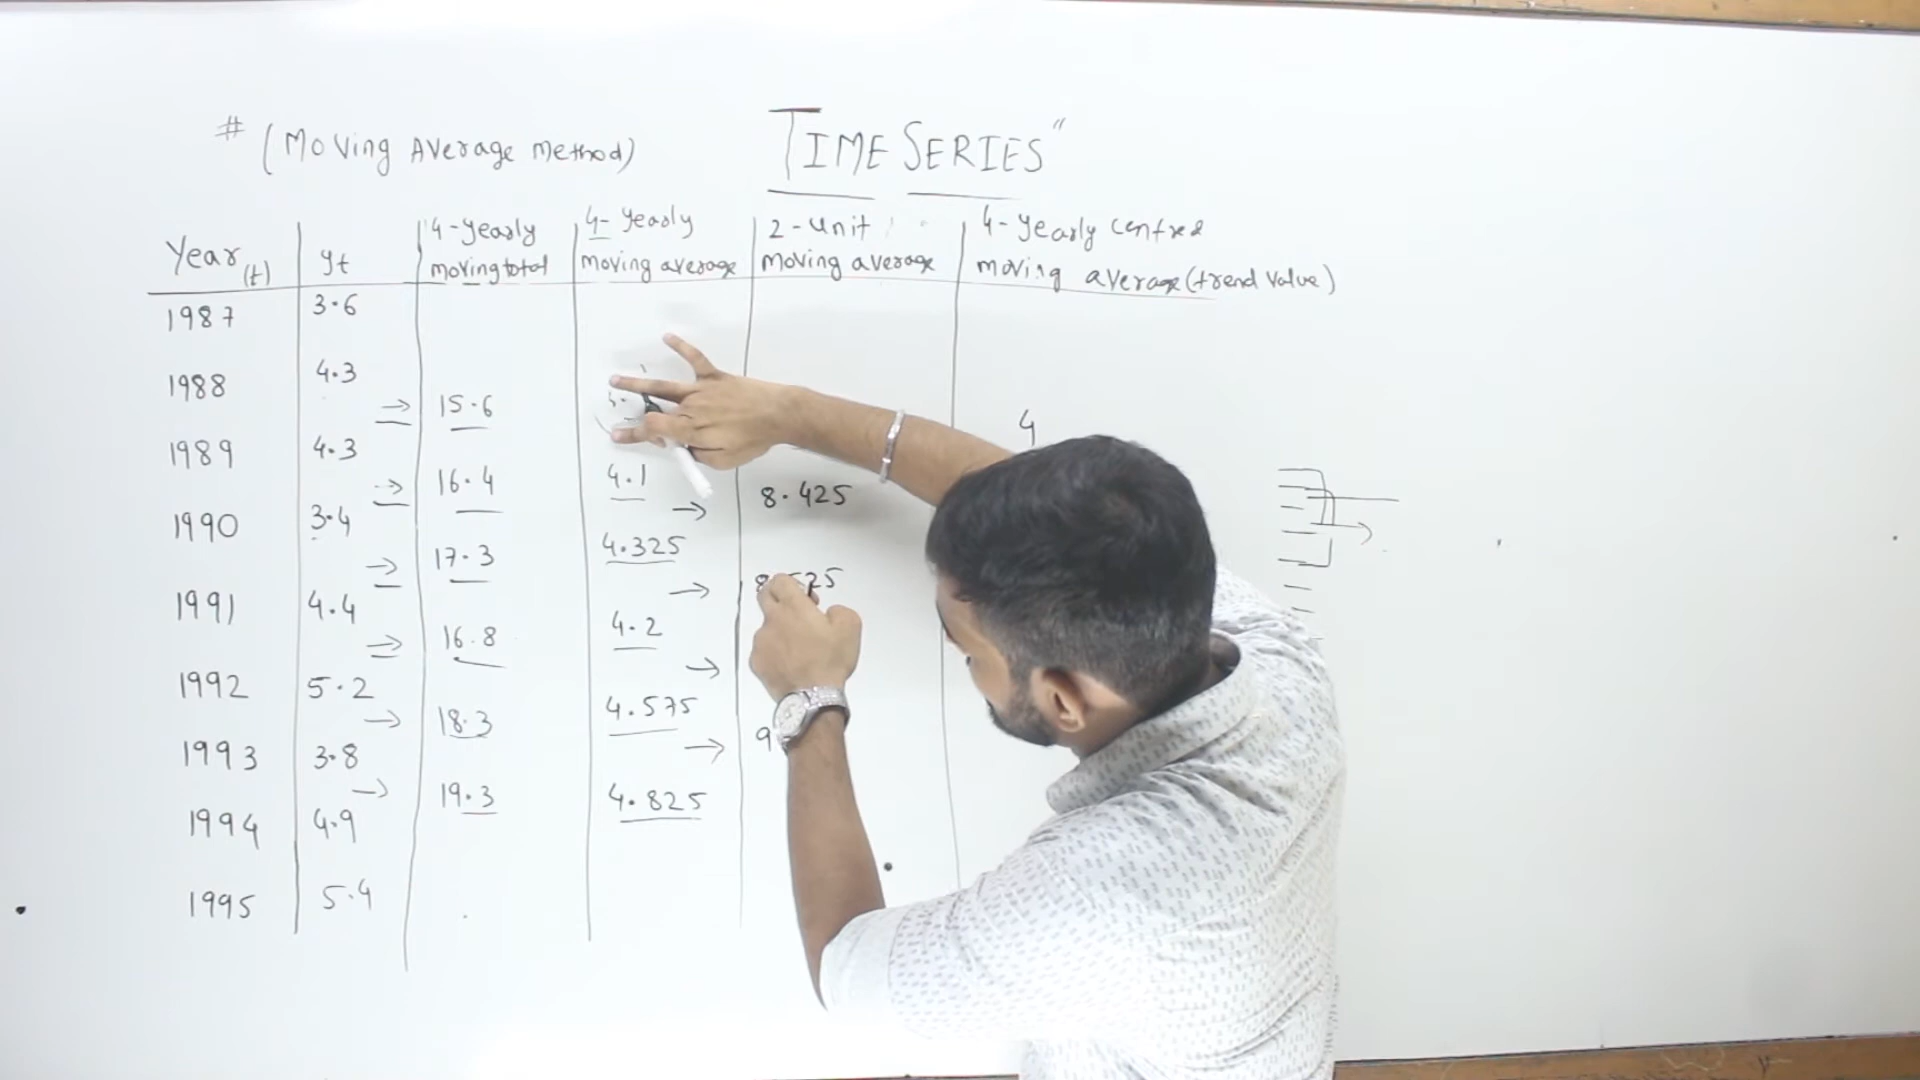 # (Moving Average Method)
TIME SERIES"
Year (t)
yt
4-yearly moving total
4- yearly moving average
2-unit moving average
4-yearly centred moving average (trend value)
1987 3.6
1988 4.3
15.6
4
1989 4.3
16.4 4.1
8.425
1990 3.4
17.3 4.325
1991 4.4
16.8 4.2
1992 5.2
18.3 4.575
9
1993 3.8
19.3 4.825
1994 4.9
1995 5.4